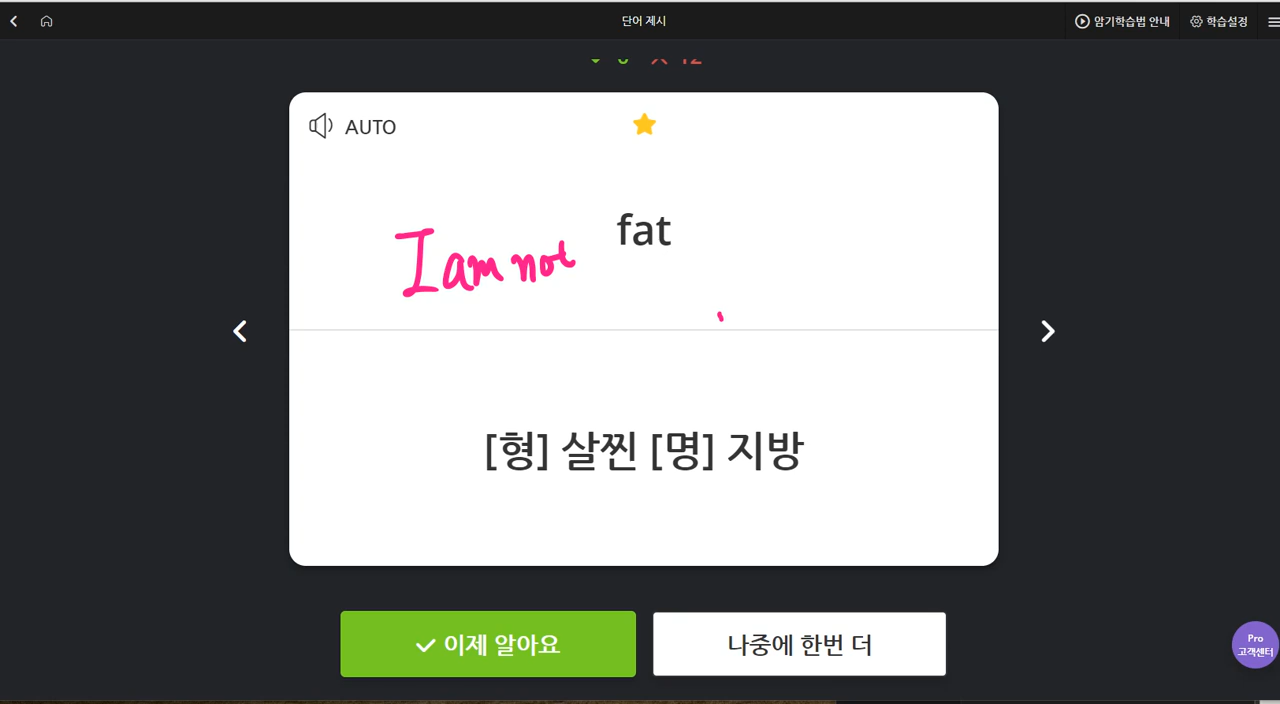 단어 제시
암기학습법 안내
학습설정
AUTO
fat
I am not
[형] 살찐 [명] 지방
이제 알아요
나중에 한번 더
Pro
고객센터